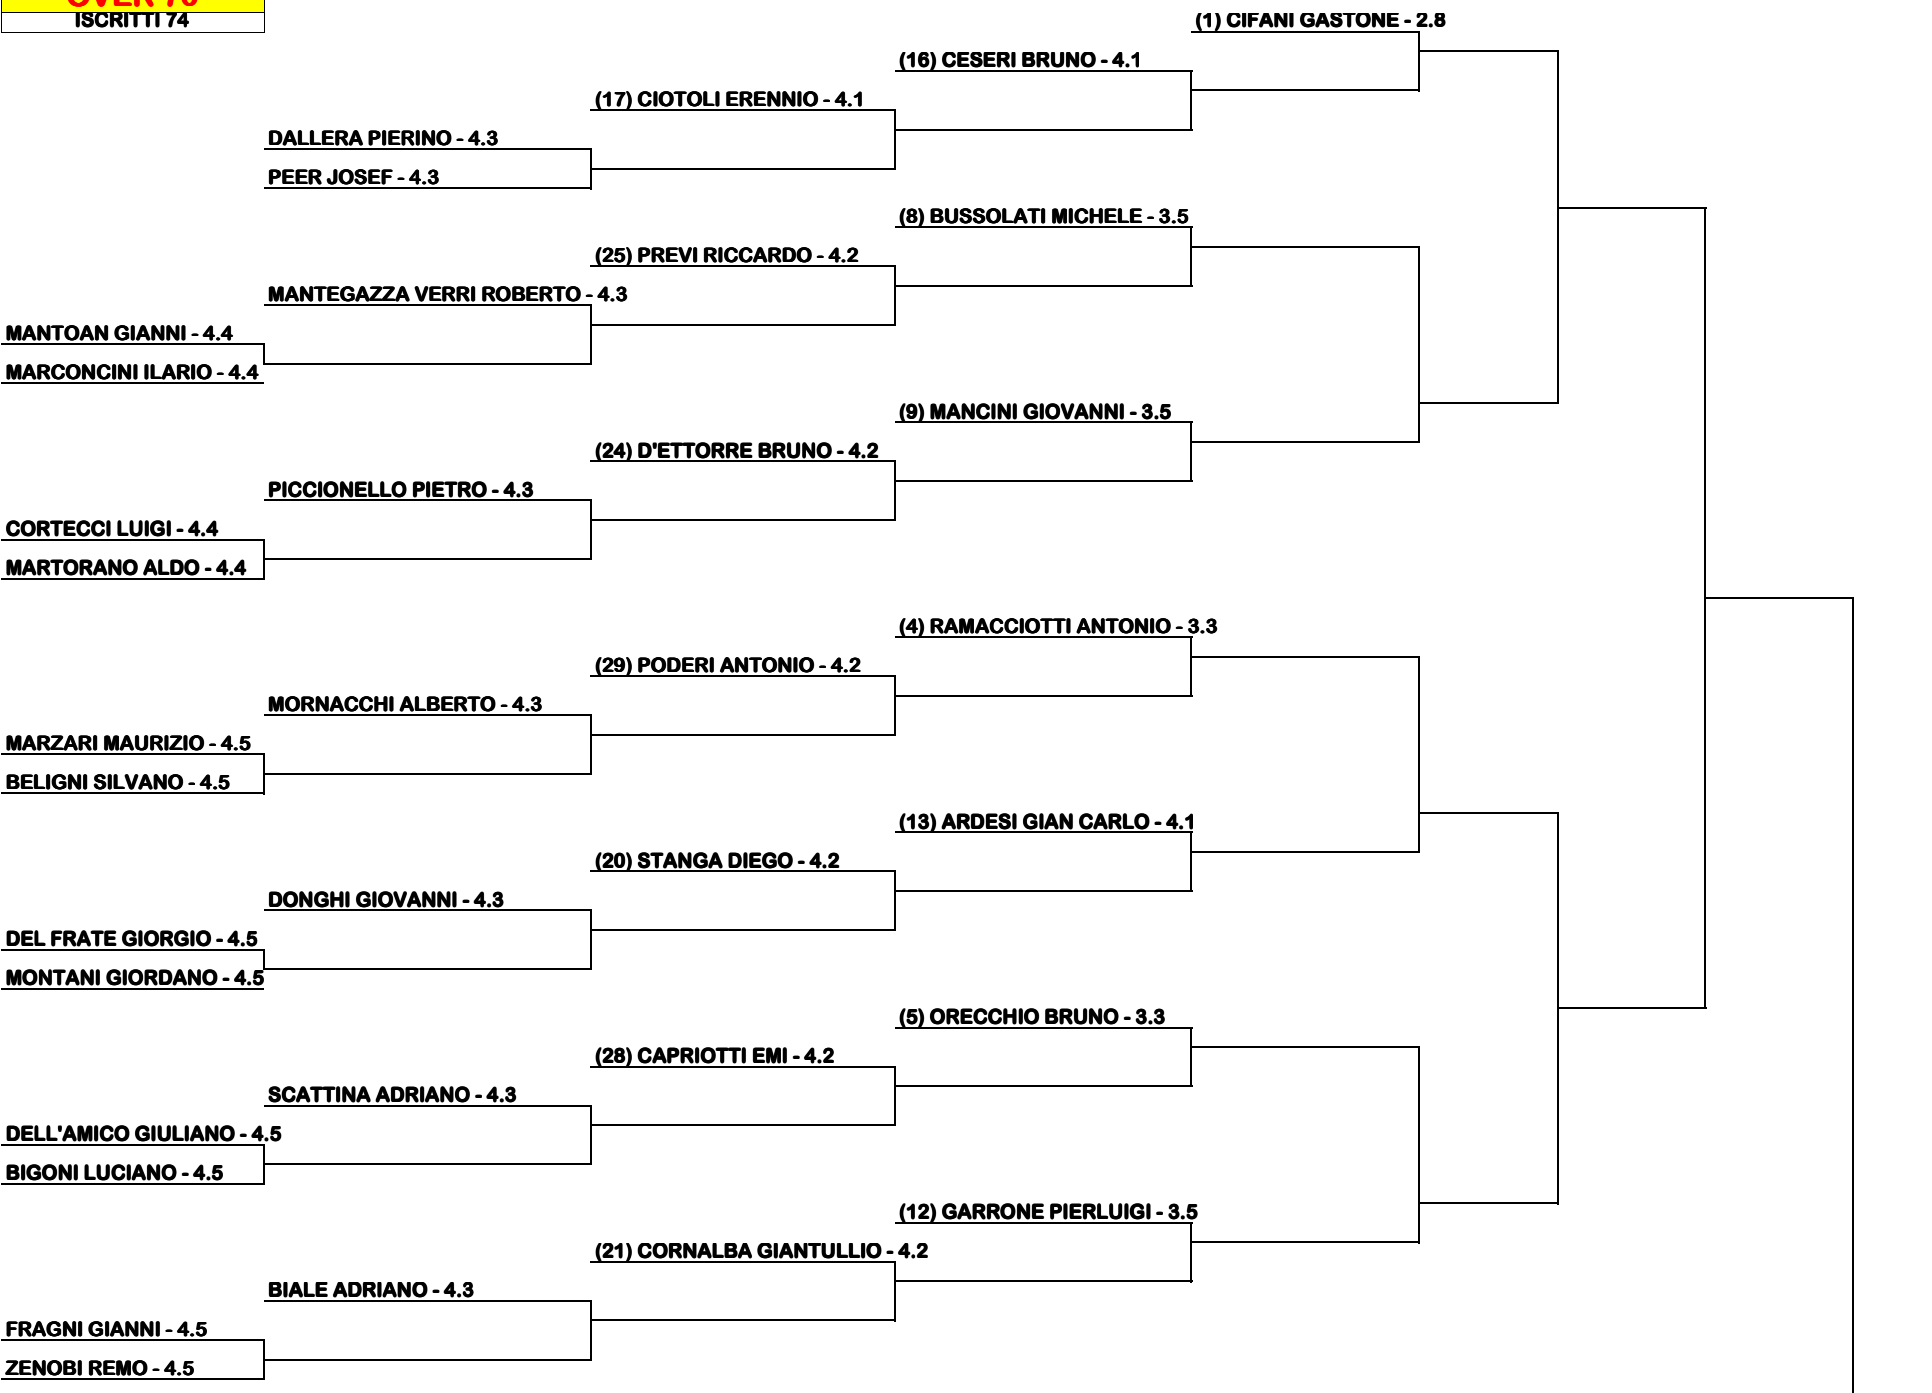 OVER 70
ISCRITTI 74
(1) CIFANI GASTONE - 2.8
(16) CESERI BRUNO - 4.1
(17) CIOTOLI ERENNIO - 4.1
DALLERA PIERINO - 4.3
PEER JOSEF - 4.3
(8) BUSSOLATI MICHELE - 3.5
(25) PREVI RICCARDO - 4.2
MANTEGAZZA VERRI ROBERTO - 4.3
MANTOAN GIANNI - 4.4
MARCONCINI ILARIO - 4.4
(9) MANCINI GIOVANNI - 3.5
(24) D'ETTORRE BRUNO - 4.2
PICCIONELLO PIETRO - 4.3
CORTECCI LUIGI - 4.4
MARTORANO ALDO - 4.4
(4) RAMACCIOTTI ANTONIO - 3.3
(29) PODERI ANTONIO - 4.2
MORNACCHI ALBERTO - 4.3
MARZARI MAURIZIO - 4.5
BELIGNI SILVANO - 4.5
(13) ARDESI GIAN CARLO - 4.1
(20) STANGA DIEGO - 4.2
DONGHI GIOVANNI - 4.3
DEL FRATE GIORGIO - 4.5
MONTANI GIORDANO - 4.5
(5) ORECCHIO BRUNO - 3.3
(28) CAPRIOTTI EMI - 4.2
SCATTINA ADRIANO - 4.3
DELL'AMICO GIULIANO - 4.5
BIGONI LUCIANO - 4.5
(12) GARRONE PIERLUIGI - 3.5
(21) CORNALBA GIANTULLIO - 4.2
BIALE ADRIANO - 4.3
FRAGNI GIANNI - 4.5
ZENOBI REMO - 4.5